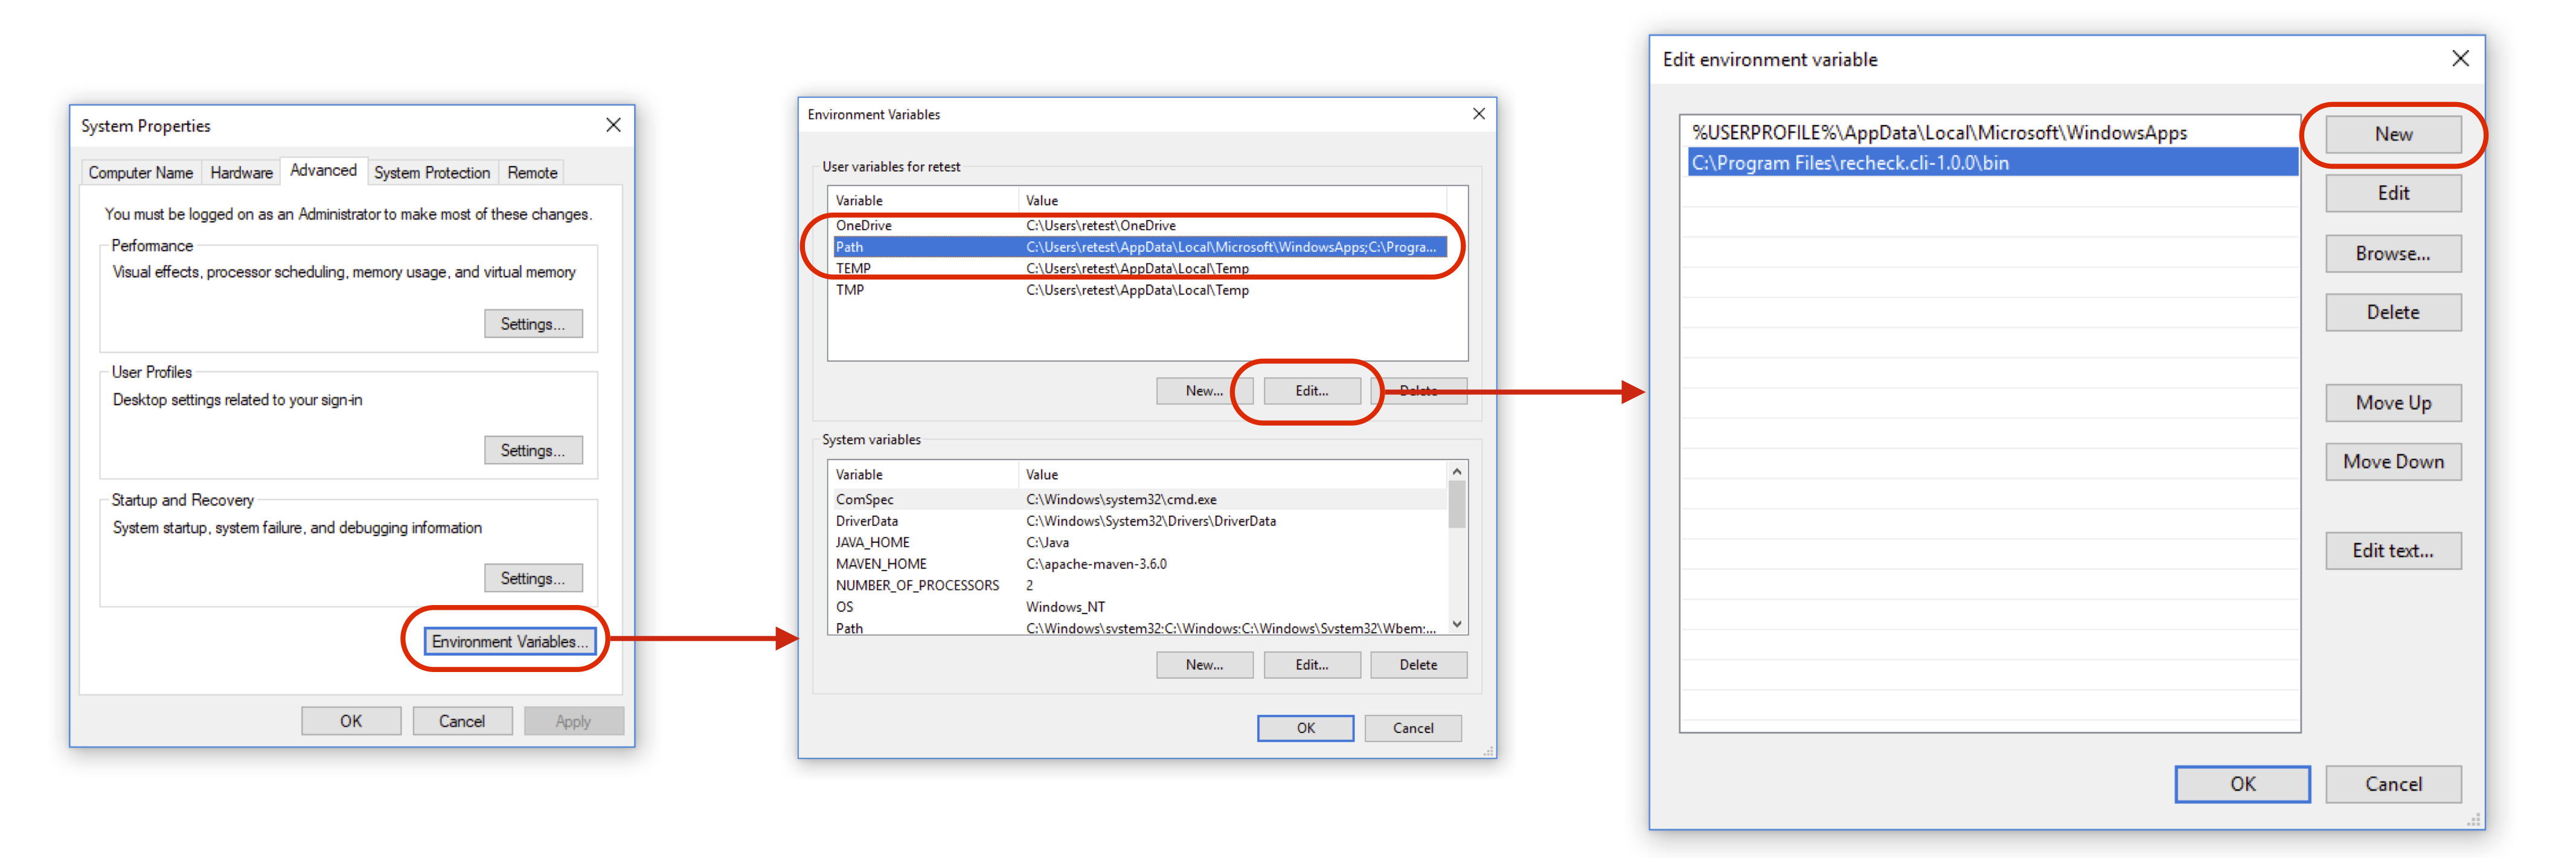 System Properties
Computer Name Hardware Advanced System Protection Remote
You must be logged on as an Administrator to make most of these changes.
Perfomance
Visual effects, processor scheduling, memory usage, and virtual memory
Settings...
User Profiles
Desktop settings related to your sign-in
Settings...
Startup and Recovery
System startup, system failure, and debugging information
Settings...
Environment Variables...
OK Cancel Apply
Environment Variables
User variables for retest
Variable Value
OneDrive C:\Users\retest\OneDrive
Path C:\Users\retest\AppData\Local\Microsoft\WindowsApps;C:\Progra...
TEMP C:\Users\retest\AppData\Local\Temp
TMP C:\Users\retest\AppData\Local\Temp
New... Edit... Delete
System variables
Variable Value
ComSpec C:\Windows\system32\cmd.exe
DriverData C:\Windows\System32\Drivers\DriverData
JAVA_HOME C:\Java
MAVEN_HOME C:\apache-maven-3.6.0
NUMBER_OF_PROCESSORS 2
OS Windows_NT
Path C:\Windows\system32;C:\Windows;C:\Windows\System32\Wbem;...
New... Edit... Delete
OK Cancel
Edit environment variable
%USERPROFILE%\AppData\Local\Microsoft\WindowsApps
C:\Program Files\recheck.cli-1.0.0\bin
New
Edit
Browse...
Delete
Move Up
Move Down
Edit text...
OK Cancel